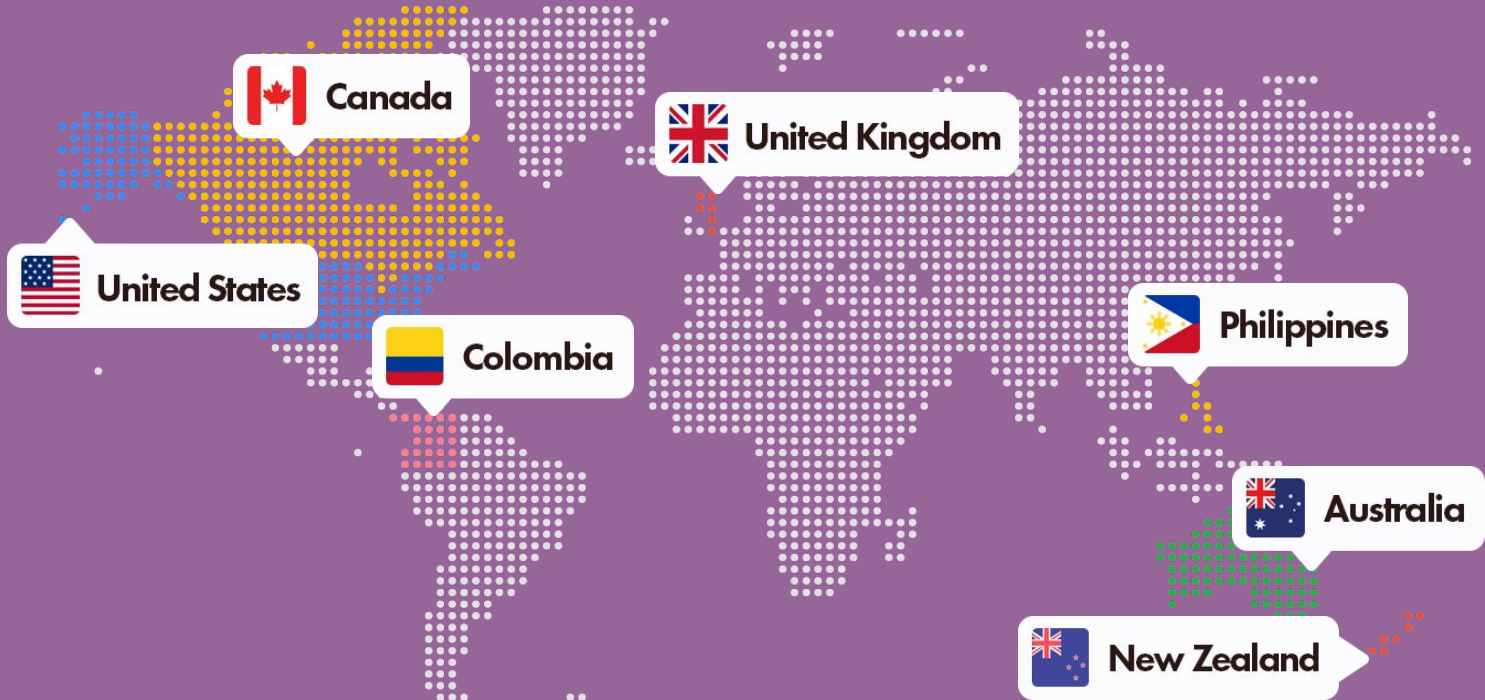 Canada
United Kingdom
United States
Philippines
Colombia
Australia
New Zealand